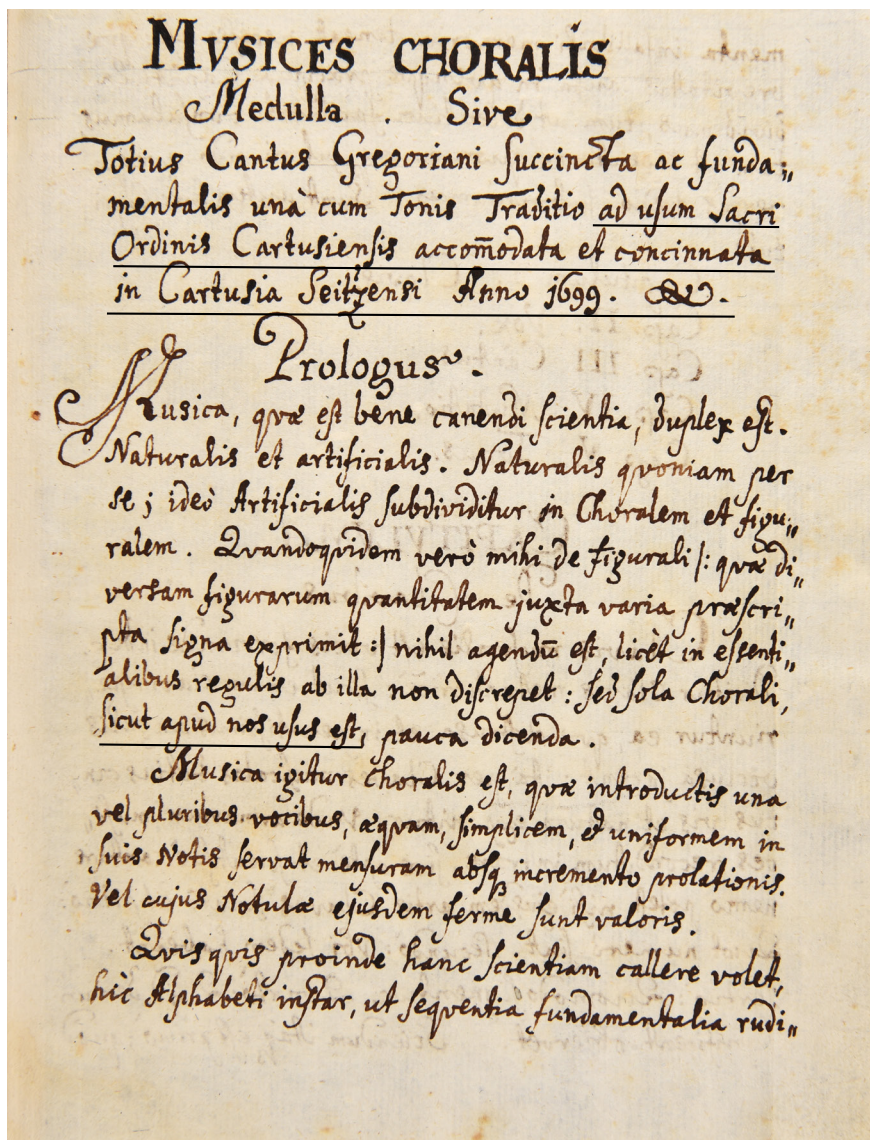 MVSICES CHORALIS
Medulla . Sive
Totius Cantus Gregoriani Succincta ac funda⹀
mentalis unà cum Tonis Traditio ad usum Sacri
Ordinis Cartusiensis accom̄odata et concinnata
in Cartusia Seitzensi Anno 1699.
Prologus.
Musica, quæ est bene canendi scientia, duplex est.
Naturalis et artificialis. Naturalis quoniam per
se; ideò Artificialis subdividitur in Choralem et figu⹀
ralem. Quandoquidem verò mihi de figurali /: quæ di⹀
versam figurarum quantitatem juxta varia præscri⹀
pta signa exprimit :/ nihil agendū est, licèt in essenti⹀
alibus regulis ab illa non discrepet : sed sola Chorali,
sicut apud nos usus est, pauca dicenda.
Musica igitur Choralis est, quæ introductis una
vel pluribus vocibus, æquam, simplicem, et uniformem in
suis Notis servat mensuram absq; incremento prolationis.
Vel cujus Notulæ ejusdem ferme sunt valoris.
Quisquis proinde hanc scientiam callere volet,
hic Alphabeti instar, ut sequentia fundamentalia rudi⹀